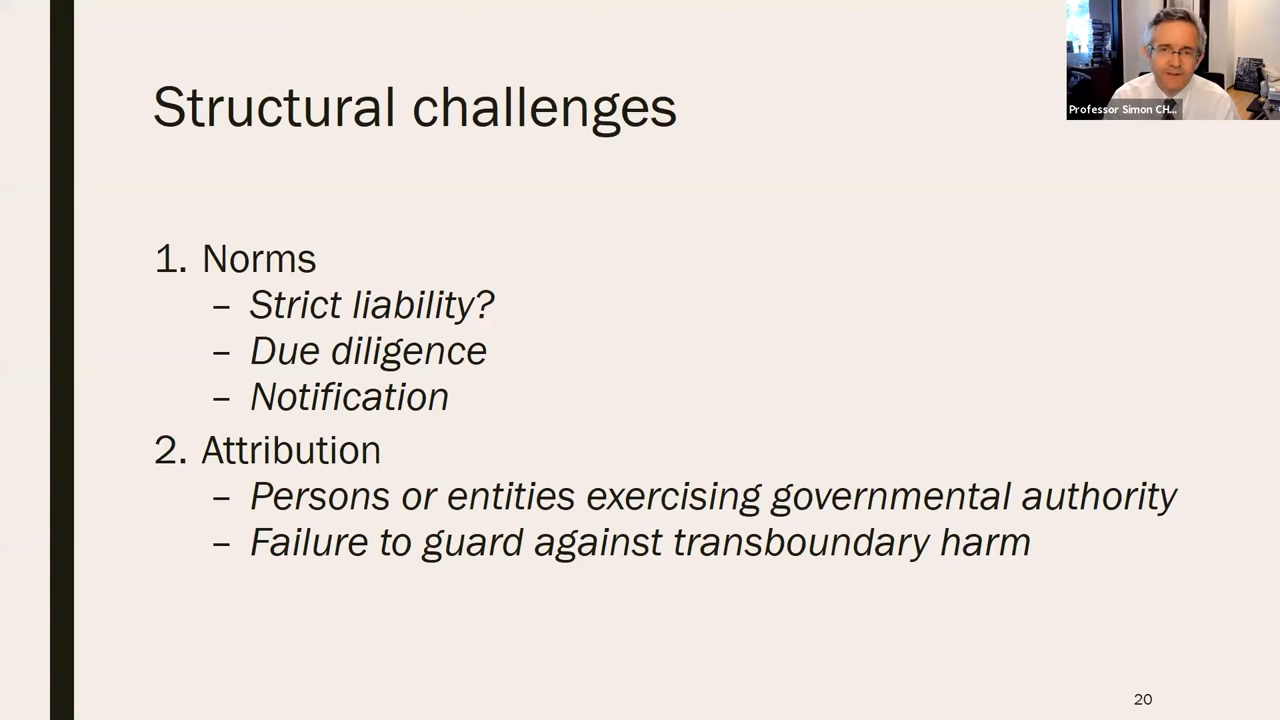 Structural challenges
Professor Simon CH...
1. Norms
– Strict liability?
– Due diligence
– Notification
2. Attribution
– Persons or entities exercising governmental authority
– Failure to guard against transboundary harm
20